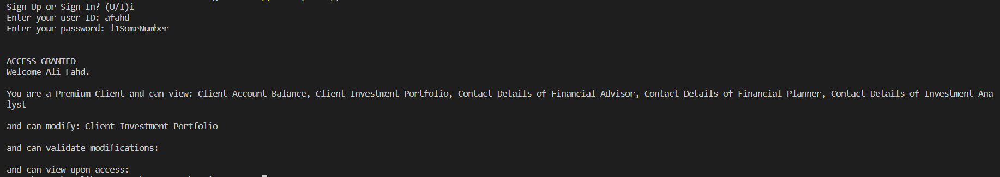 Sign Up or Sign In? (U/I)i
Enter your user ID: afahd
Enter your password: !1SomeNumber
ACCESS GRANTED
Welcome Ali Fahd.
You are a Premium Client and can view: Client Account Balance, Client Investment Portfolio, Contact Details of Financial Advisor, Contact Details of Financial Planner, Contact Details of Investment Ana
lyst
and can modify: Client Investment Portfolio
and can validate modifications:
and can view upon access: